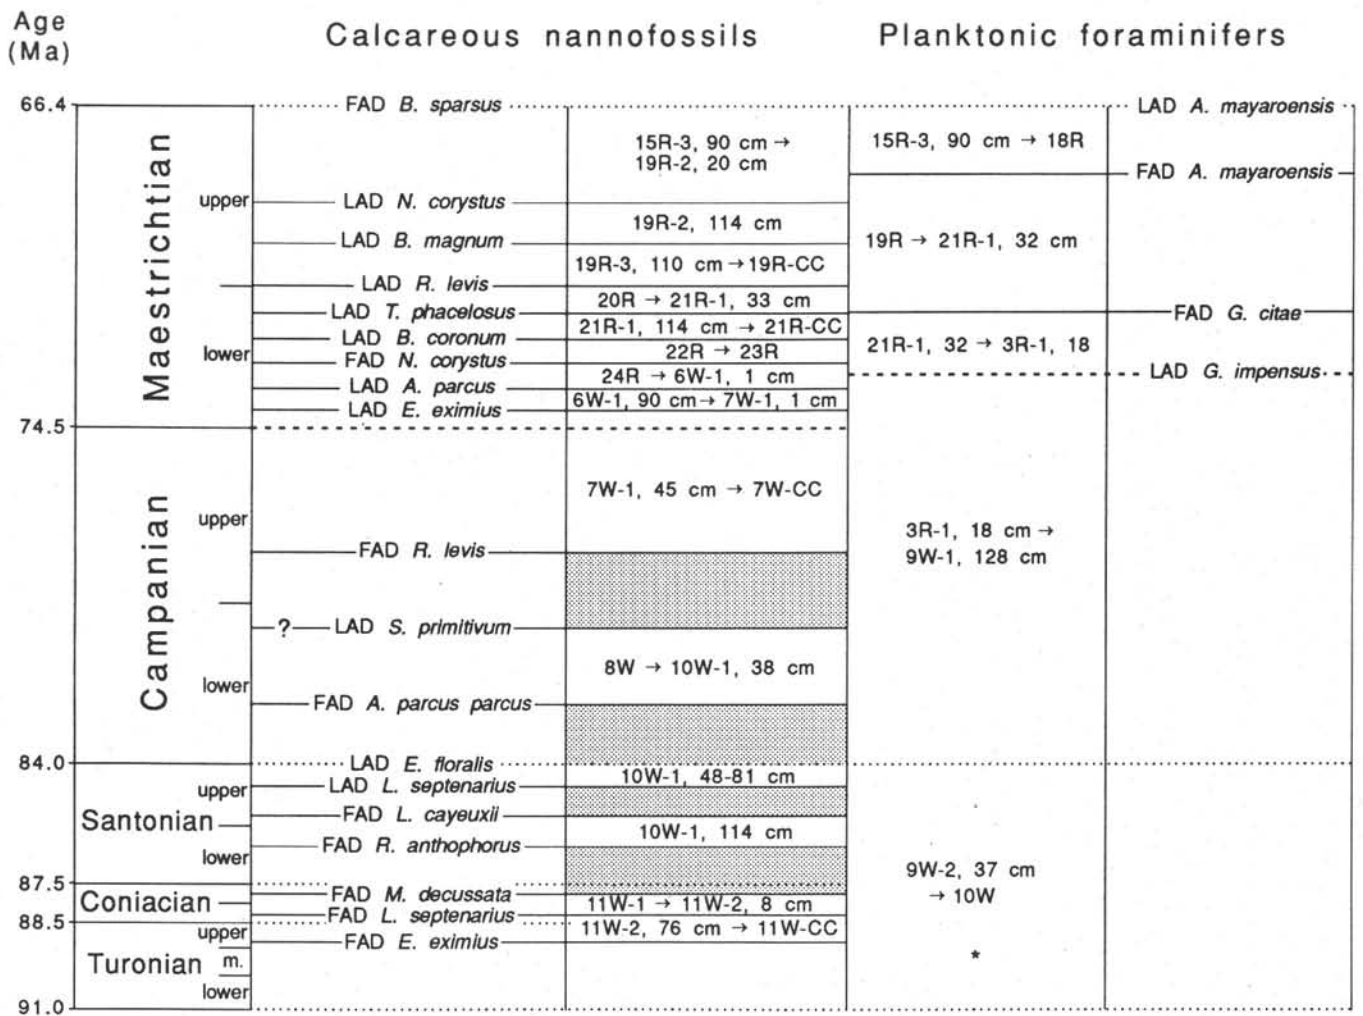 Age
(Ma)
Calcareous nannofossils
Planktonic foraminifers
66.4
FAD B. sparsus
LAD A. mayaroensis
15R-3, 90 cm →
19R-2, 20 cm
15R-3, 90 cm → 18R
FAD A. mayaroensis
Maestrichtian
upper
LAD N. corystus
19R-2, 114 cm
19R → 21R-1, 32 cm
LAD B. magnum
19R-3, 110 cm → 19R-CC
LAD R. levis
20R → 21R-1, 33 cm
LAD T. phacelosus
FAD G. citae
21R-1, 114 cm → 21R-CC
LAD B. coronum
21R-1, 32 → 3R-1, 18
lower
22R → 23R
FAD N. corystus
LAD G. impensus
24R → 6W-1, 1 cm
LAD A. parcus
6W-1, 90 cm → 7W-1, 1 cm
LAD E. eximius
74.5
7W-1, 45 cm → 7W-CC
Campanian
upper
3R-1, 18 cm →
9W-1, 128 cm
FAD R. levis
? LAD S. primitivum
8W → 10W-1, 38 cm
lower
FAD A. parcus parcus
84.0
LAD E. floralis
10W-1, 48-81 cm
upper
LAD L. septenarius
Santonian
FAD L. cayeuxii
10W-1, 114 cm
FAD R. anthophorus
lower
9W-2, 37 cm
→ 10W
87.5
FAD M. decussata
Coniacian
11W-1 → 11W-2, 8 cm
FAD L. septenarius
88.5
11W-2, 76 cm → 11W-CC
upper
FAD E. eximius
Turonian
m.
*
lower
91.0